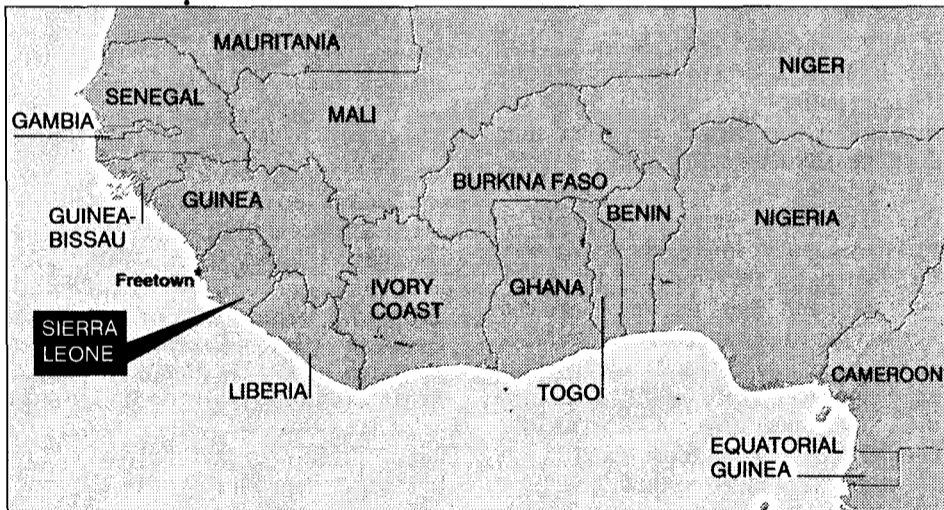 MAURITANIA
NIGER
SENEGAL
MALI
GAMBIA
BURKINA FASO
GUINEA
BENIN
NIGERIA
GUINEA-
BISSAU
Freetown
IVORY
COAST
GHANA
SIERRA
LEONE
LIBERIA
TOGO
CAMEROON
EQUATORIAL
GUINEA